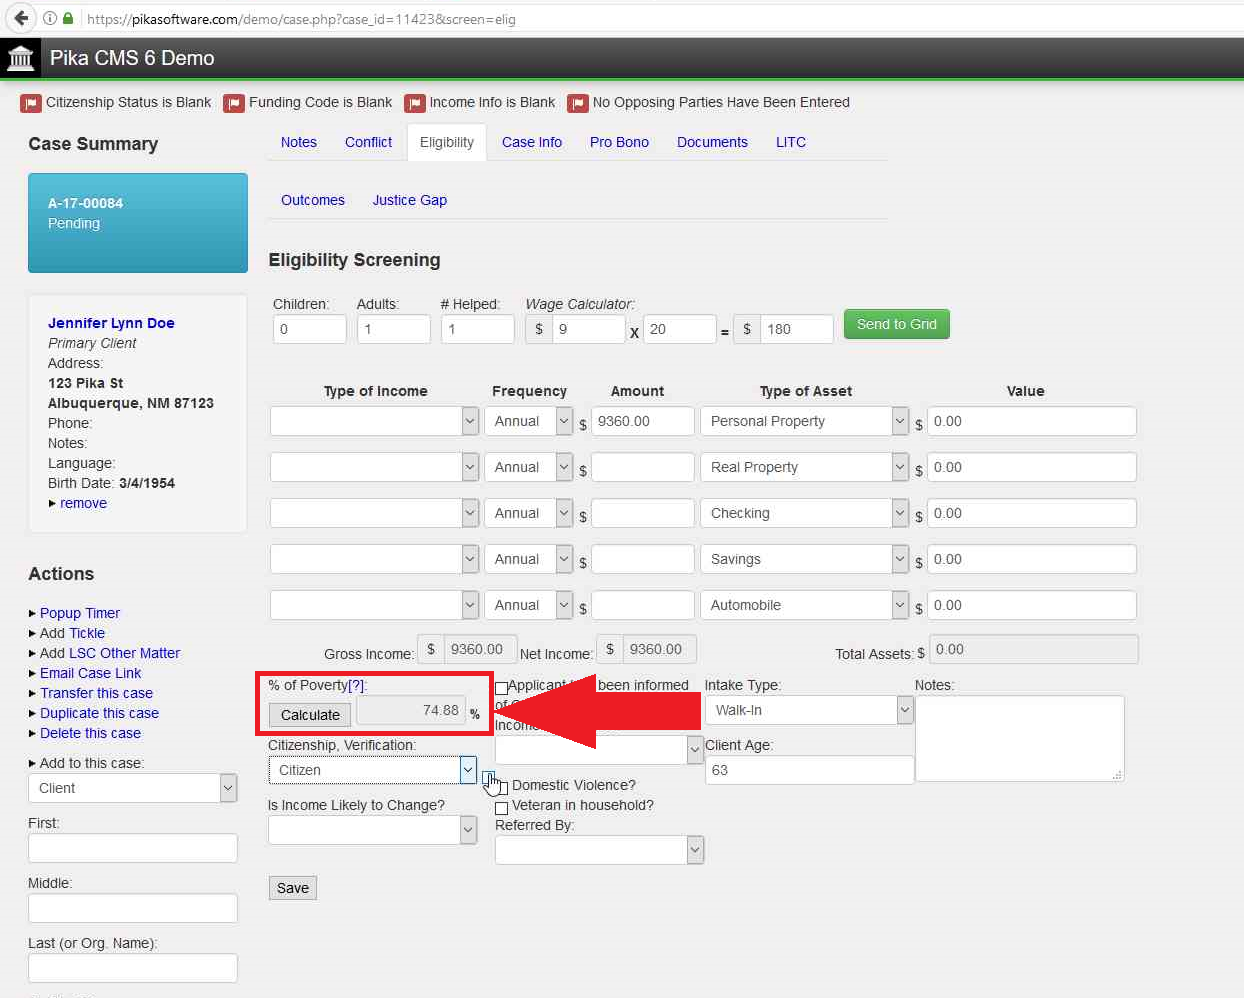 https://pikasoftware.com/demo/case.php?case_id=11423&screen=elig
Pika CMS 6 Demo
Citizenship Status is Blank Funding Code is Blank Income Info is Blank No Opposing Parties Have Been Entered
Case Summary
A-17-00084
Pending
Jennifer Lynn Doe
Primary Client
Address:
123 Pika St
Albuquerque, NM 87123
Phone:
Notes:
Language:
Birth Date: 3/4/1954
remove
Actions
Popup Timer
Add Tickle
Add LSC Other Matter
Email Case Link
Transfer this case
Duplicate this case
Delete this case
Add to this case:
Client
First:
Middle:
Last (or Org. Name):
Notes Conflict Eligibility Case Info Pro Bono Documents LITC
Outcomes Justice Gap
Eligibility Screening
Children: Adults: # Helped: Wage Calculator:
0 1 1 $ 9 X 20 = $ 180 Send to Grid
Type of Income Frequency Amount Type of Asset Value
Annual $ 9360.00 Personal Property $ 0.00
Annual $ Real Property $ 0.00
Annual $ Checking $ 0.00
Annual $ Savings $ 0.00
Annual $ Automobile $ 0.00
Gross Income: $ 9360.00 Net Income: $ 9360.00 Total Assets: $ 0.00
% of Poverty[?]:
Calculate 74.88 %
Citizenship, Verification:
Citizen
Is Income Likely to Change?
Save
Applicant been informed
of
Domestic Violence?
Veteran in household?
Referred By:
Intake Type:
Walk-In
Client Age:
63
Notes: